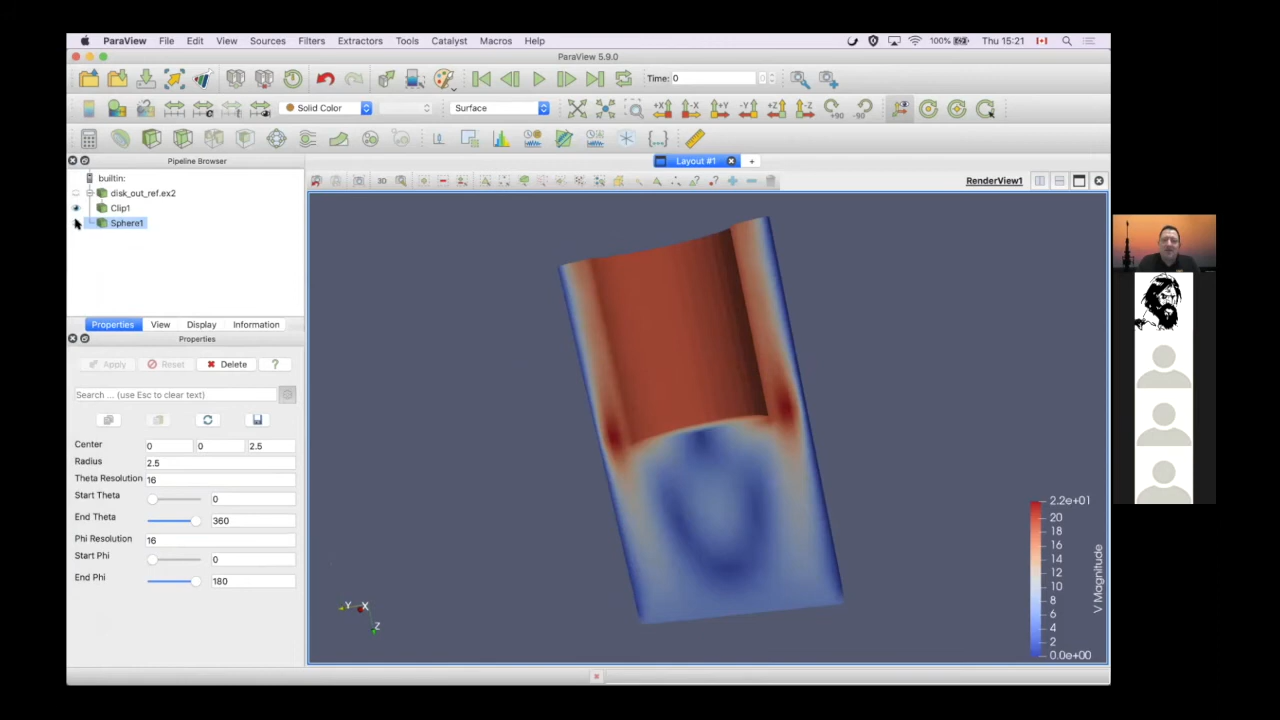 ParaView File Edit View Sources Filters Extractors Tools Catalyst Macros Help 100% Thu 15:21
ParaView 5.9.0
Time: 0 0
Solid Color Surface +X -X +Y -Y +Z -Z +90 -90
Pipeline Browser Layout #1 +
builtin: 3D RenderView1
disk_out_ref.ex2
Clip1
Sphere1
Properties View Display Information
Properties
Apply Reset Delete ?
Search ... (use Esc to clear text)
Center 0 0 2.5
Radius 2.5
Theta Resolution 16
Start Theta 0
End Theta 360
Phi Resolution 16
Start Phi 0
End Phi 180
Y X
Z
2.2e+01
20
18
16
14
12
10
8
6
4
2
0.0e+00
V Magnitude